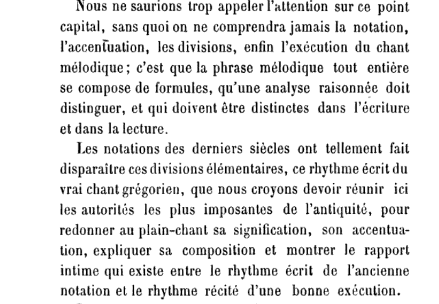 Nous ne saurions trop appeler l'attention sur ce point
capital, sans quoi on ne comprendra jamais la notation,
l'accentuation, les divisions, enfin l'exécution du chant
mélodique; c'est que la phrase mélodique tout entière
se compose de formules, qu'une analyse raisonnée doit
distinguer, et qui doivent être distinctes dans l'écriture
et dans la lecture.
Les notations des derniers siècles ont tellement fait
disparaître ces divisions élémentaires, ce rhythme écrit du
vrai chant grégorien, que nous croyons devoir réunir ici
les autorités les plus imposantes de l'antiquité, pour
redonner au plain-chant sa signification, son accentua-
tion, expliquer sa composition et montrer le rapport
intime qui existe entre le rhythme écrit de l'ancienne
notation et le rhythme récité d'une bonne exécution.